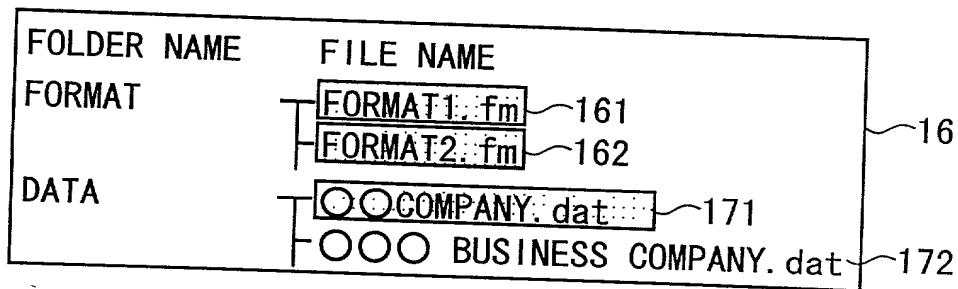 FOLDER NAME FILE NAME
FORMAT FORMAT1.fm 161
16
FORMAT2.fm 162
DATA ○○COMPANY.dat 171
○○○ BUSINESS COMPANY.dat 172